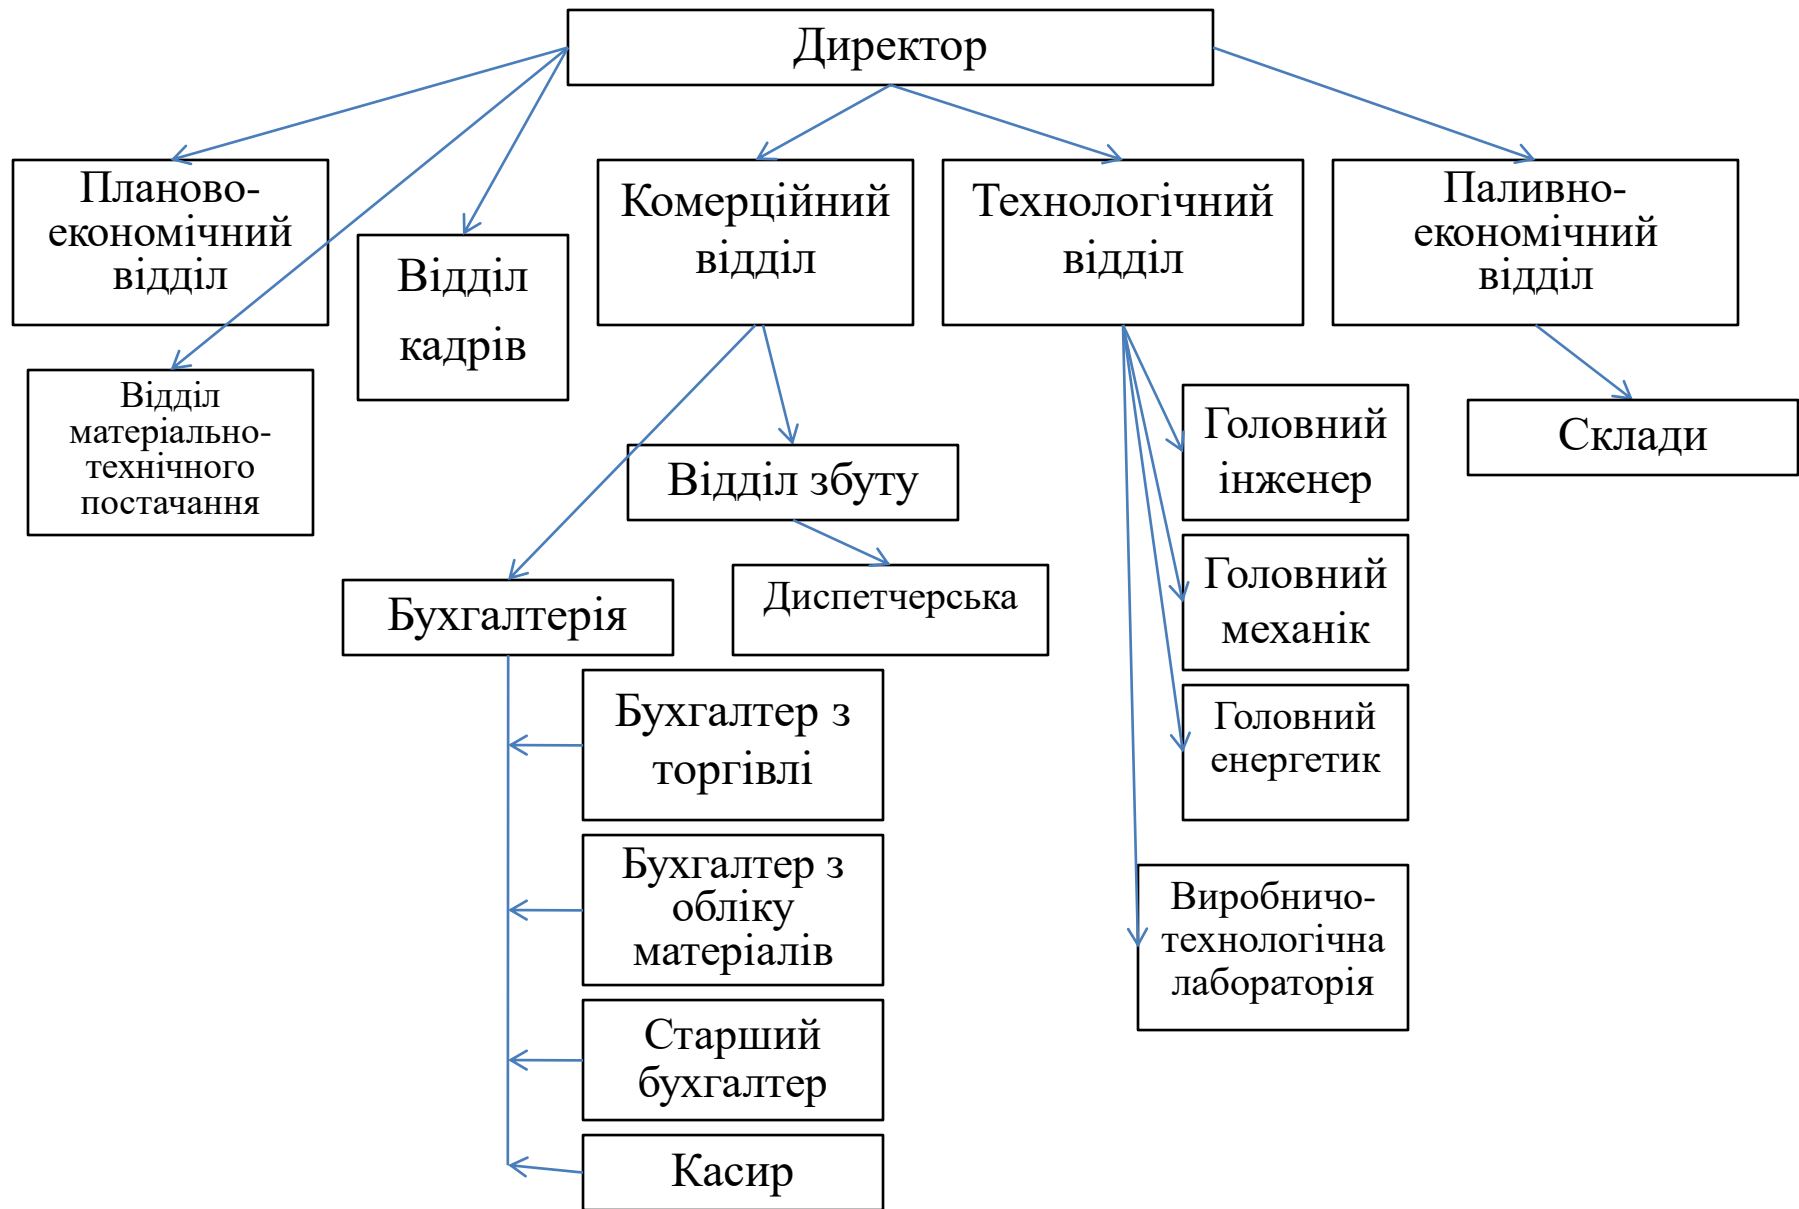 Директор
Планово-
економічний
відділ
Відділ
кадрів
Комерційний
відділ
Технологічний
відділ
Паливно-
економічний
відділ
Відділ
матеріально-
технічного
постачання
Головний
інженер
Склади
Відділ збуту
Головний
механік
Бухгалтерія
Диспетчерська
Бухгалтер з
торгівлі
Головний
енергетик
Бухгалтер з
обліку
матеріалів
Виробничо-
технологічна
лабораторія
Старший
бухгалтер
Касир